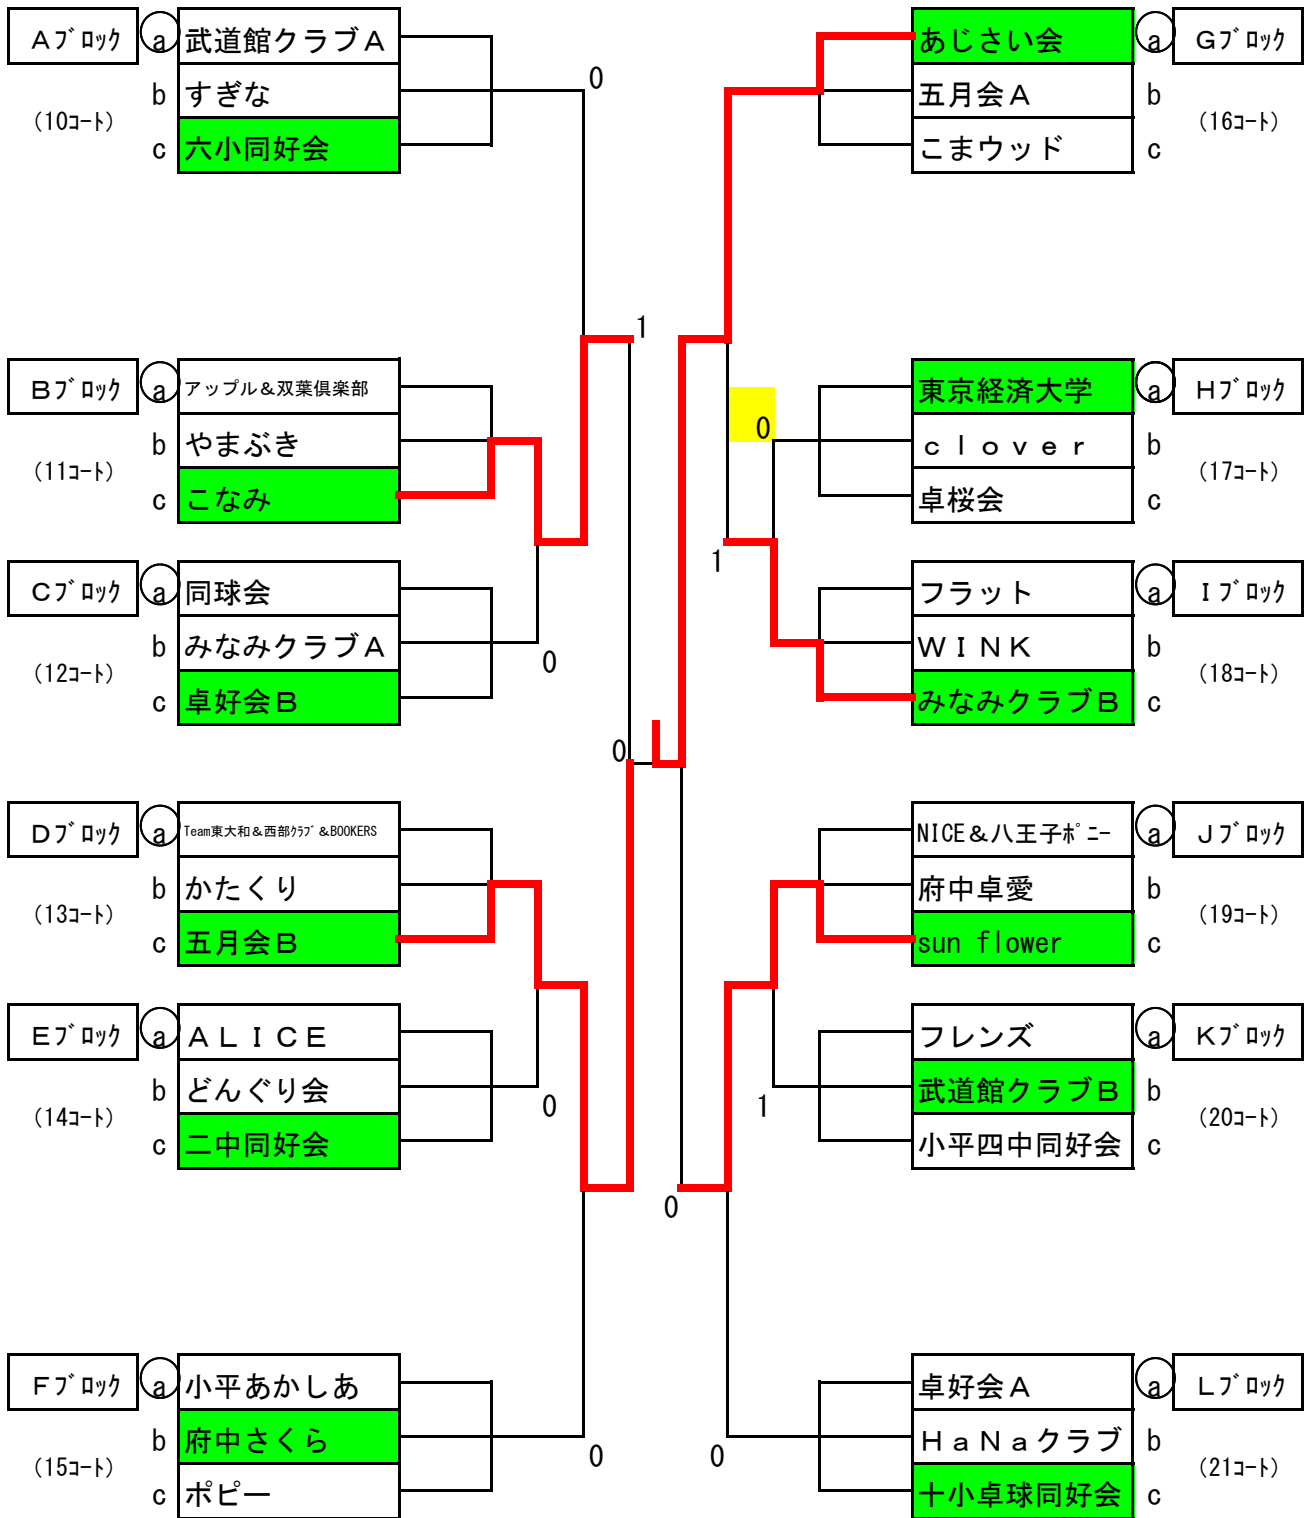 Aブロック a 武道館クラブA
b すぎな
(10コート)
c 六小同好会
0
あじさい会 a Gブロック
五月会A b
(16コート)
こまウッド c
1
Bブロック a アップル&双葉倶楽部
b やまぶき
(11コート)
c こなみ
Cブロック a 同球会
b みなみクラブA
(12コート)
c 卓好会B
0
0
東京経済大学 a Hブロック
clover b
(17コート)
卓桜会 c
1
フラット a Iブロック
WINK b
(18コート)
みなみクラブB c
0
Dブロック a Team東大和&西部クラブ&BOOKERS
b かたくり
(13コート)
c 五月会B
Eブロック a ALICE
b どんぐり会
(14コート)
c 二中同好会
0
NICE&八王子ポニー a Jブロック
府中卓愛 b
(19コート)
sun flower c
フレンズ a Kブロック
武道館クラブB b
(20コート)
小平四中同好会 c
1
0
Fブロック a 小平あかしあ
b 府中さくら
(15コート)
c ポピー
0
卓好会A a Lブロック
HaNaクラブ b
(21コート)
十小卓球同好会 c
0